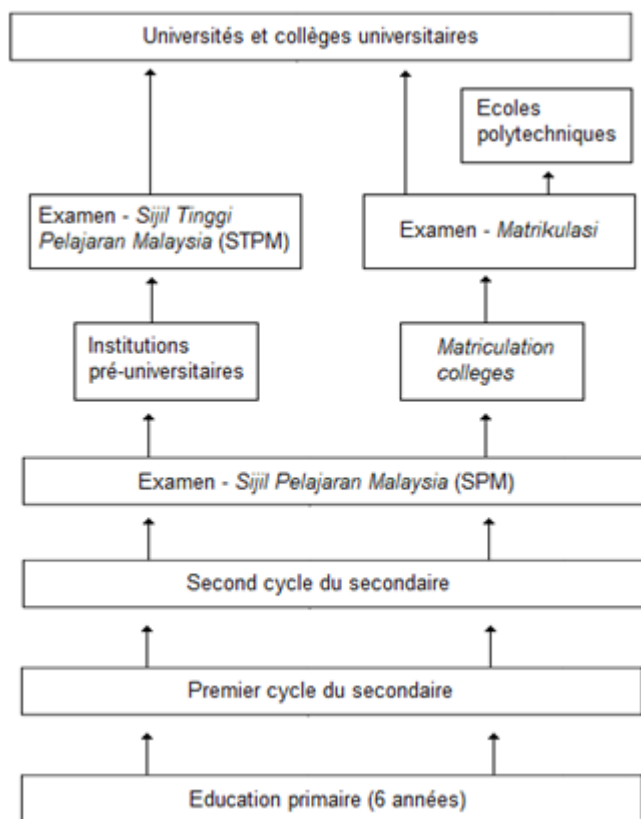 Universités et collèges universitaires
Ecoles
polytechniques
Examen - Sijil Tinggi
Pelajaran Malaysia (STPM)
Examen - Matrikulasi
Institutions
pré-universitaires
Matriculation
colleges
Examen - Sijil Pelajaran Malaysia (SPM)
Second cycle du secondaire
Premier cycle du secondaire
Education primaire (6 années)